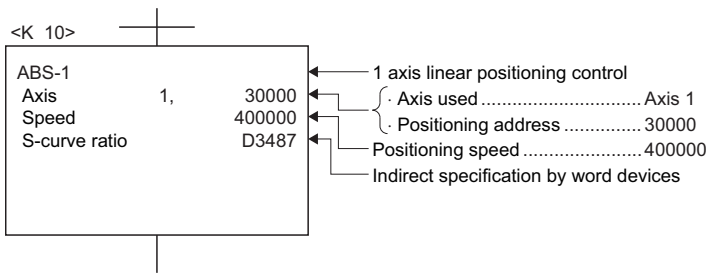 <K 10>
ABS-1
Axis 1, 30000
Speed 400000
S-curve ratio D3487
1 axis linear positioning control
· Axis used .............................. Axis 1
· Positioning address .............. 30000
Positioning speed ...................... 400000
Indirect specification by word devices